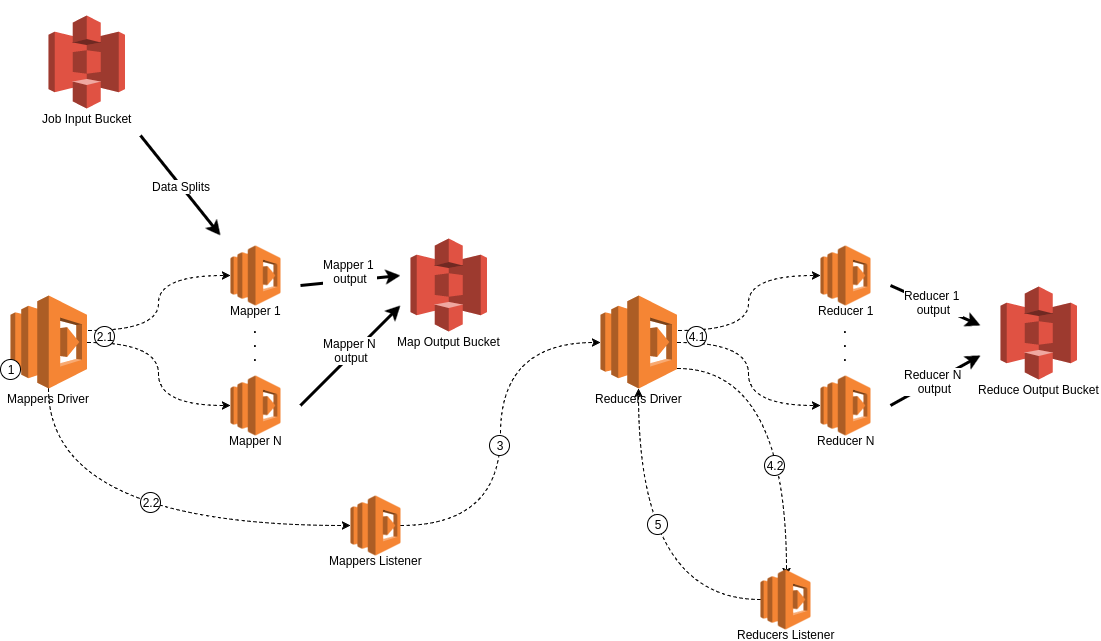 Job Input Bucket
Data Splits
Mapper 1
Mapper 1
output
Map Output Bucket
Mapper N
output
Mapper N
1
Mappers Driver
2.1
2.2
Mappers Listener
3
Reducers Driver
4.1
4.2
5
Reducers Listener
Reducer 1
Reducer N
Reducer 1
output
Reducer N
output
Reduce Output Bucket